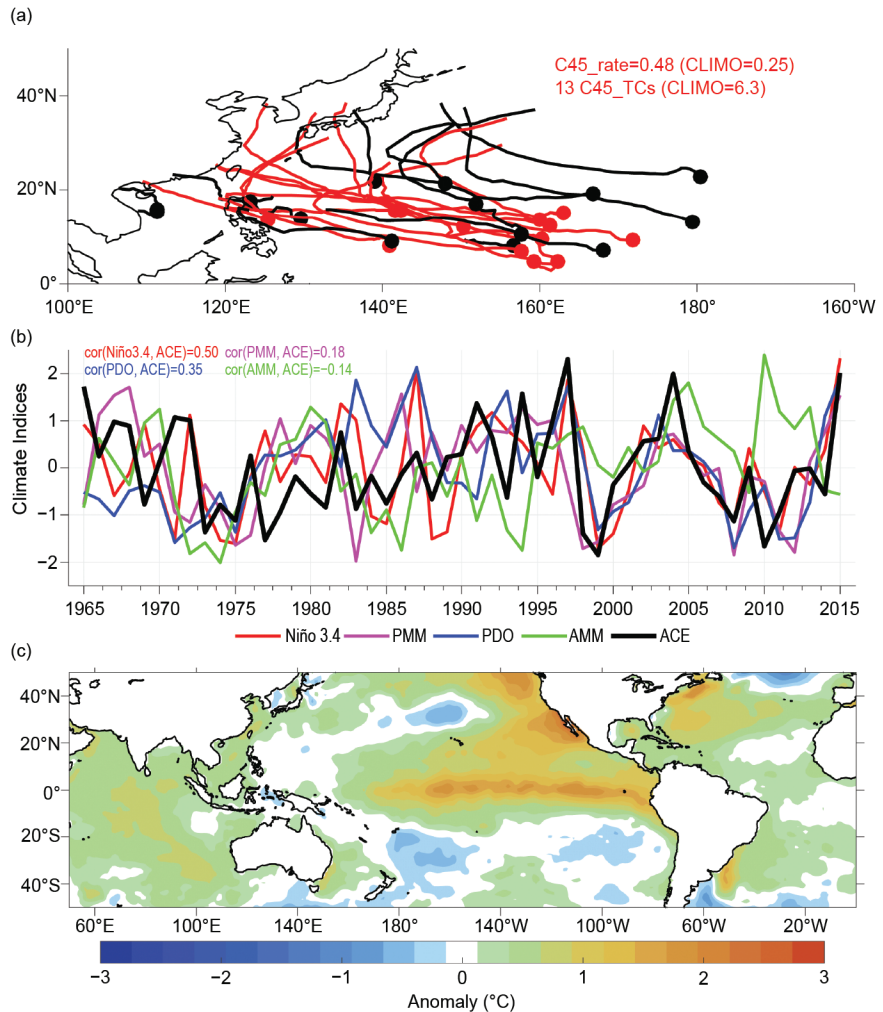 (a)
C45_rate=0.48 (CLIMO=0.25)
13 C45_TCs (CLIMO=6.3)
40°N
20°N
0°
100°E 120°E 140°E 160°E 180° 160°W
(b)
cor(Niño3.4, ACE)=0.50 cor(PMM, ACE)=0.18
cor(PDO, ACE)=0.35 cor(AMM, ACE)=−0.14
Climate Indices
2
1
0
−1
−2
1965 1970 1975 1980 1985 1990 1995 2000 2005 2010 2015
Niño 3.4 PMM PDO AMM ACE
(c)
40°N
20°N
0°
20°S
40°S
60°E 100°E 140°E 180 140°W 100°W 60°W 20°W
−3 −2 −1 0 1 2 3
Anomaly (°C)